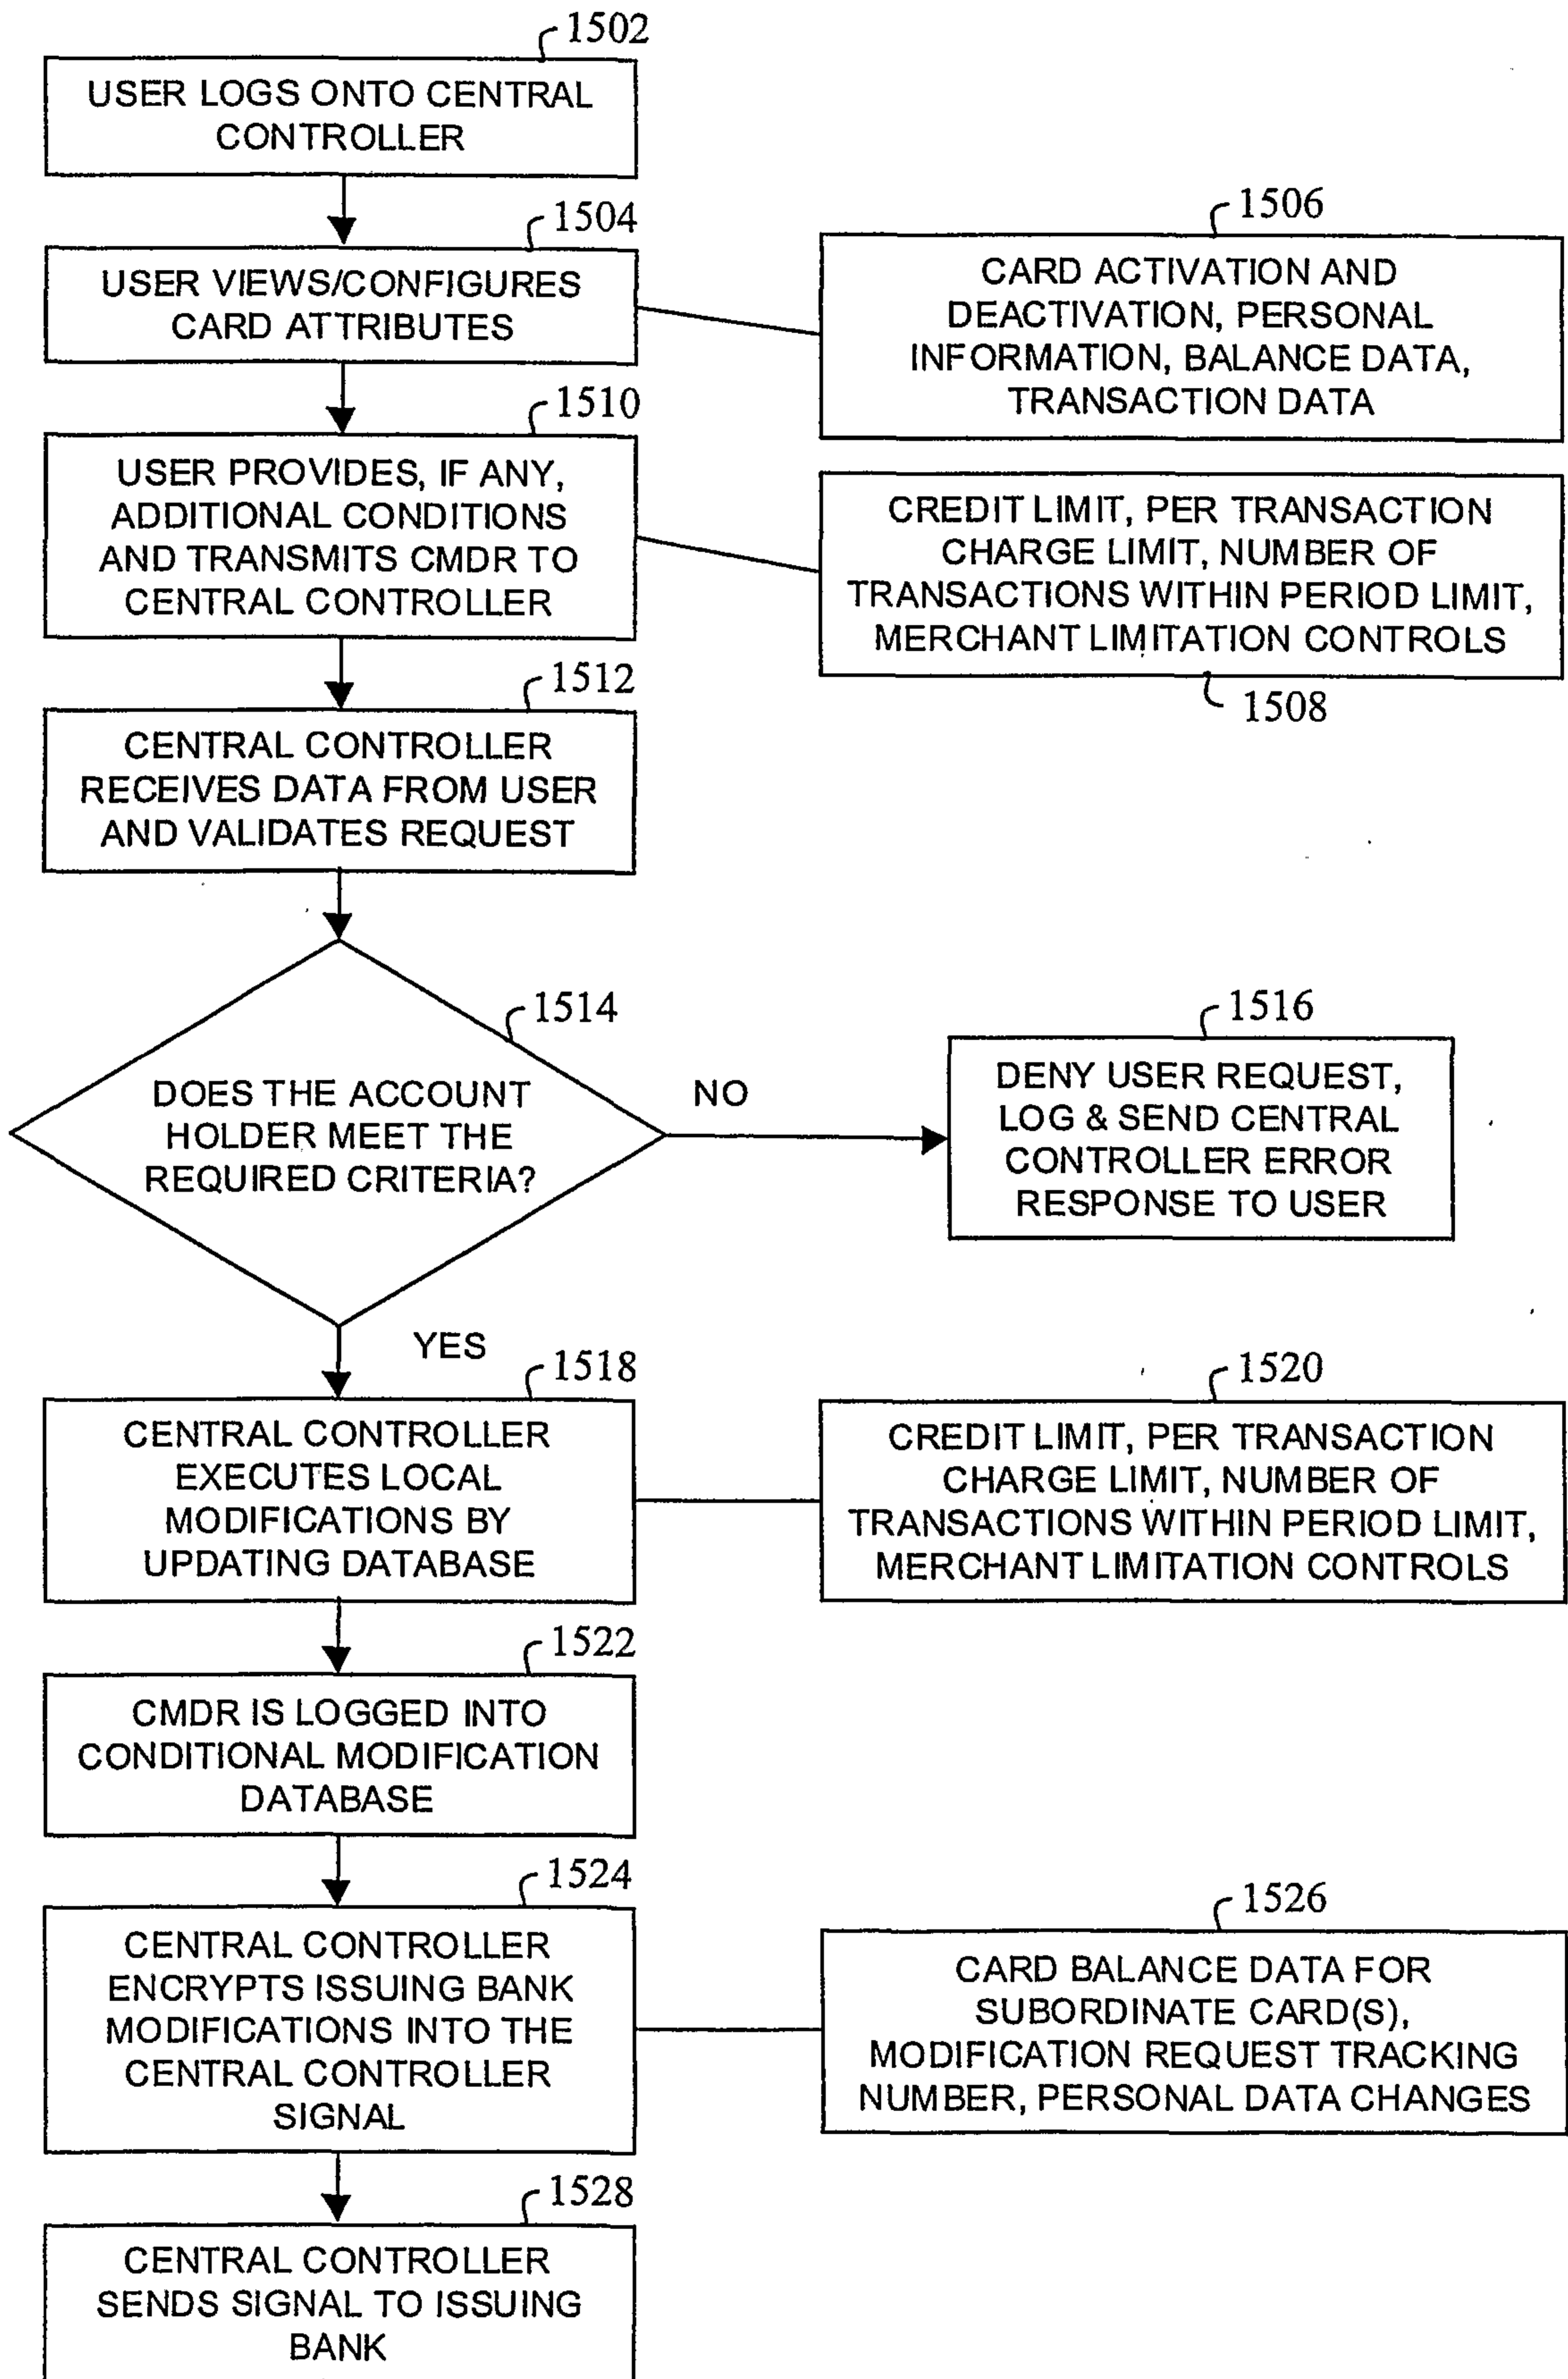 1502
USER LOGS ONTO CENTRAL
CONTROLLER
1504
USER VIEWS/CONFIGURES
CARD ATTRIBUTES
1506
CARD ACTIVATION AND
DEACTIVATION, PERSONAL
INFORMATION, BALANCE DATA,
TRANSACTION DATA
1510
USER PROVIDES, IF ANY,
ADDITIONAL CONDITIONS
AND TRANSMITS CMDR TO
CENTRAL CONTROLLER
CREDIT LIMIT, PER TRANSACTION
CHARGE LIMIT, NUMBER OF
TRANSACTIONS WITHIN PERIOD LIMIT,
MERCHANT LIMITATION CONTROLS
1508
1512
CENTRAL CONTROLLER
RECEIVES DATA FROM USER
AND VALIDATES REQUEST
1514
DOES THE ACCOUNT
HOLDER MEET THE
REQUIRED CRITERIA?
NO
1516
DENY USER REQUEST,
LOG & SEND CENTRAL
CONTROLLER ERROR
RESPONSE TO USER
YES
1518
CENTRAL CONTROLLER
EXECUTES LOCAL
MODIFICATIONS BY
UPDATING DATABASE
1520
CREDIT LIMIT, PER TRANSACTION
CHARGE LIMIT, NUMBER OF
TRANSACTIONS WITHIN PERIOD LIMIT,
MERCHANT LIMITATION CONTROLS
1522
CMDR IS LOGGED INTO
CONDITIONAL MODIFICATION
DATABASE
1524
CENTRAL CONTROLLER
ENCRYPTS ISSUING BANK
MODIFICATIONS INTO THE
CENTRAL CONTROLLER
SIGNAL
1526
CARD BALANCE DATA FOR
SUBORDINATE CARD(S),
MODIFICATION REQUEST TRACKING
NUMBER, PERSONAL DATA CHANGES
1528
CENTRAL CONTROLLER
SENDS SIGNAL TO ISSUING
BANK